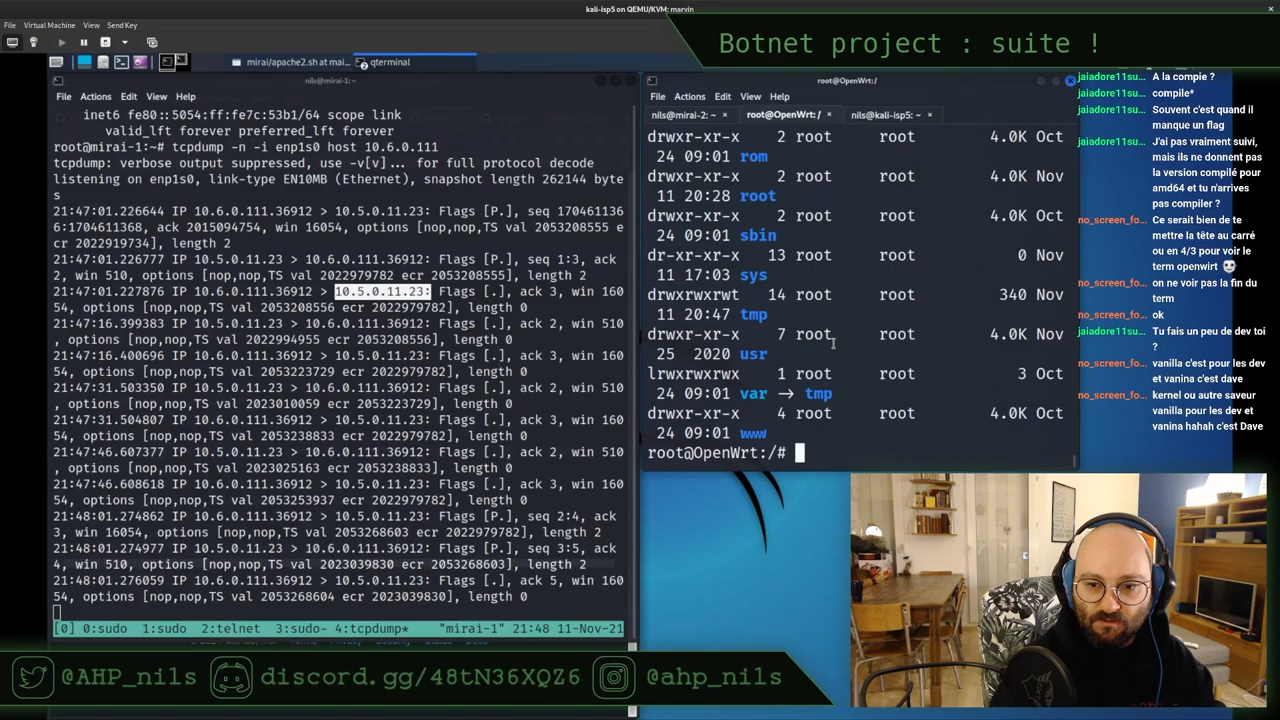 kali-isp5 on QEMU/KVM: marvin
File Virtual Machine View Send Key
Botnet project : suite !
mirai/apache2.sh at mai...
qterminal
nils@mirai-1: ~
File Actions Edit View Help
inet6 fe80::5054:ff:fe7c:53b1/64 scope link
valid_lft forever preferred_lft forever
root@mirai-1:~# tcpdump -n -i enp1s0 host 10.6.0.111
tcpdump: verbose output suppressed, use -v[v]... for full protocol decode
listening on enp1s0, link-type EN10MB (Ethernet), snapshot length 262144 byte
s
21:47:01.226644 IP 10.6.0.111.36912 > 10.5.0.11.23: Flags [P.], seq 170461136
6:1704611368, ack 2015094754, win 16054, options [nop,nop,TS val 2053208555 e
cr 2022919734], length 2
21:47:01.226777 IP 10.5.0.11.23 > 10.6.0.111.36912: Flags [P.], seq 1:3, ack
2, win 510, options [nop,nop,TS val 2022979782 ecr 2053208555], length 2
21:47:01.227876 IP 10.6.0.111.36912 > 10.5.0.11.23: Flags [.], ack 3, win 160
54, options [nop,nop,TS val 2053208556 ecr 2022979782], length 0
21:47:16.399383 IP 10.5.0.11.23 > 10.6.0.111.36912: Flags [.], ack 2, win 510
, options [nop,nop,TS val 2022994955 ecr 2053208556], length 0
21:47:16.400696 IP 10.6.0.111.36912 > 10.5.0.11.23: Flags [.], ack 3, win 160
54, options [nop,nop,TS val 2053223729 ecr 2022979782], length 0
21:47:31.503350 IP 10.5.0.11.23 > 10.6.0.111.36912: Flags [.], ack 2, win 510
, options [nop,nop,TS val 2023010059 ecr 2053223729], length 0
21:47:31.504807 IP 10.6.0.111.36912 > 10.5.0.11.23: Flags [.], ack 3, win 160
54, options [nop,nop,TS val 2053238833 ecr 2022979782], length 0
21:47:46.607377 IP 10.5.0.11.23 > 10.6.0.111.36912: Flags [.], ack 2, win 510
, options [nop,nop,TS val 2023025163 ecr 2053238833], length 0
21:47:46.608618 IP 10.6.0.111.36912 > 10.5.0.11.23: Flags [.], ack 3, win 160
54, options [nop,nop,TS val 2053253937 ecr 2022979782], length 0
21:48:01.274862 IP 10.6.0.111.36912 > 10.5.0.11.23: Flags [P.], seq 2:4, ack
3, win 16054, options [nop,nop,TS val 2053268603 ecr 2022979782], length 2
21:48:01.274977 IP 10.5.0.11.23 > 10.6.0.111.36912: Flags [P.], seq 3:5, ack
4, win 510, options [nop,nop,TS val 2023039830 ecr 2053268603], length 2
21:48:01.276059 IP 10.6.0.111.36912 > 10.5.0.11.23: Flags [.], ack 5, win 160
54, options [nop,nop,TS val 2053268604 ecr 2023039830], length 0
[0] 0:sudo 1:sudo 2:telnet 3:sudo- 4:tcpdump* "mirai-1" 21:48 11-Nov-21
root@OpenWrt:/
File Actions Edit View Help
nils@mirai-2: ~ × root@OpenWrt: / × nils@kali-isp5: ~ ×
drwxr-xr-x 2 root root 4.0K Oct
24 09:01 rom
drwxr-xr-x 2 root root 4.0K Nov
11 20:28 root
drwxr-xr-x 2 root root 4.0K Oct
24 09:01 sbin
dr-xr-xr-x 13 root root 0 Nov
11 17:03 sys
drwxrwxrwt 14 root root 340 Nov
11 20:47 tmp
drwxr-xr-x 7 root root 4.0K Nov
25 2020 usr
lrwxrwxrwx 1 root root 3 Oct
24 09:01 var → tmp
drwxr-xr-x 4 root root 4.0K Oct
24 09:01 www
root@OpenWrt:/#
jaiadore11su... A la compie ?
jaiadore11su... compile*
jaiadore11su... Souvent c'est quand il
manque un flag
jaiadore11su... J'ai pas vraiment suivi,
mais ils ne donnent pas
la version compilé pour
amd64 et tu n'arrives
pas compiler ?
no_screen_fo... Ce serait bien de te
mettre la tête au carré
ou en 4/3 pour voir le
term openwirt
no_screen_fo... on ne voir pas la fin du
term
no_screen_fo... ok
jaiadore11su... Tu fais un peu de dev toi
?
no_screen_fo... vanilla c'est pour les dev
et vanina c'est dave
no_screen_fo... kernel ou autre saveur
vanilla pour les dev et
vanina hahah c'est Dave
@AHP_nils discord.gg/48tN36XQZ6 @ahp_nils